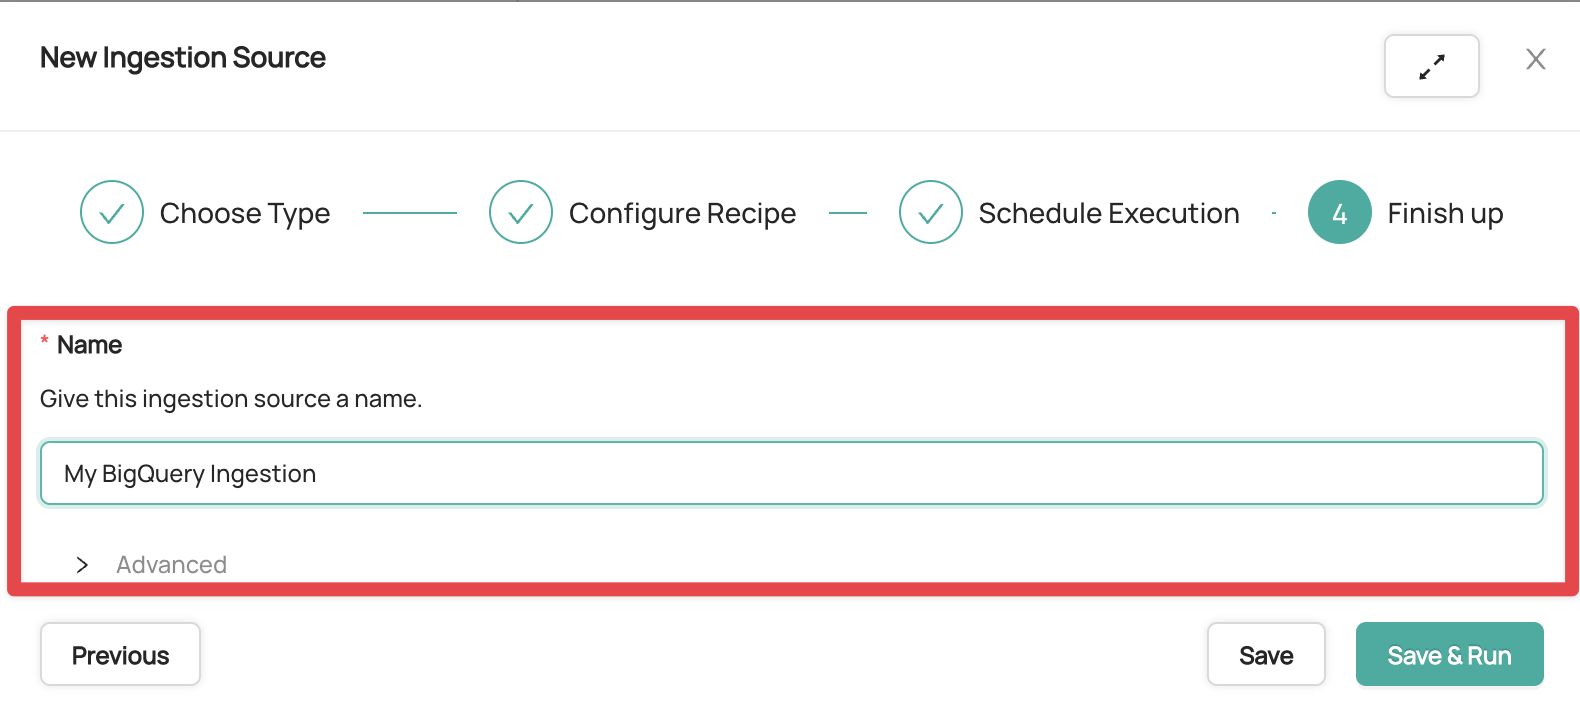 New Ingestion Source
Choose Type
Configure Recipe
Schedule Execution
4 Finish up
* Name
Give this ingestion source a name.
My BigQuery Ingestion
Advanced
Previous
Save
Save & Run